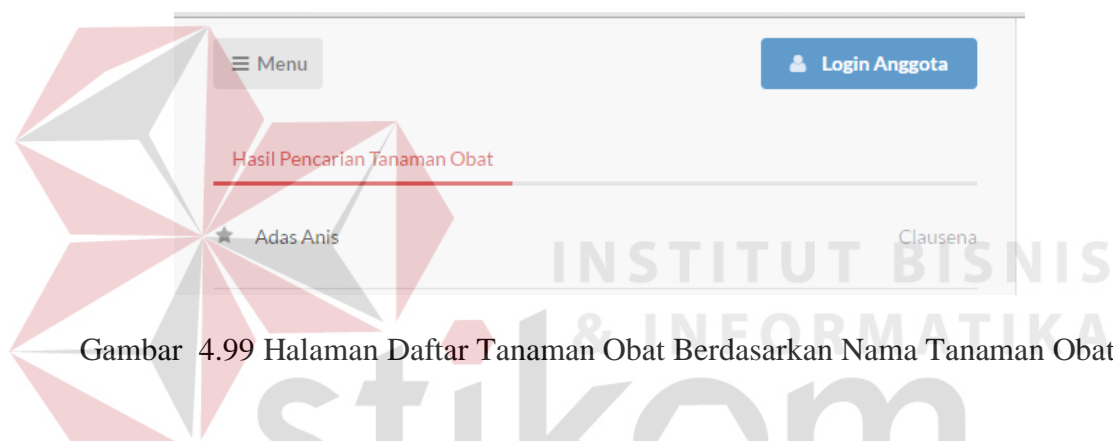 Menu
Login Anggota
Hasil Pencarian Tanaman Obat
Adas Anis
Clausena
INSTITUT BISNIS
& INFORMATIKA
Gambar 4.99 Halaman Daftar Tanaman Obat Berdasarkan Nama Tanaman Obat
stikom